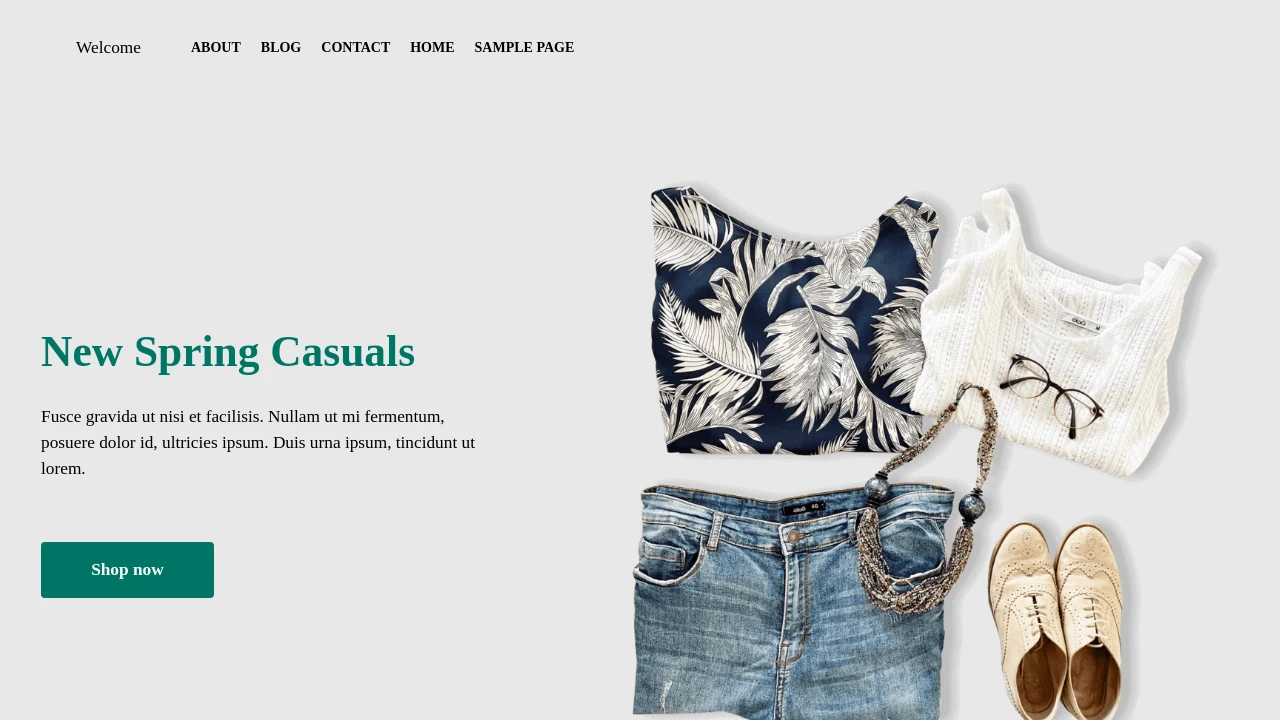 Welcome
ABOUT BLOG CONTACT HOME SAMPLE PAGE
New Spring Casuals
Fusce gravida ut nisi et facilisis. Nullam ut mi fermentum,
posuere dolor id, ultricies ipsum. Duis urna ipsum, tincidunt ut
lorem.
Shop now